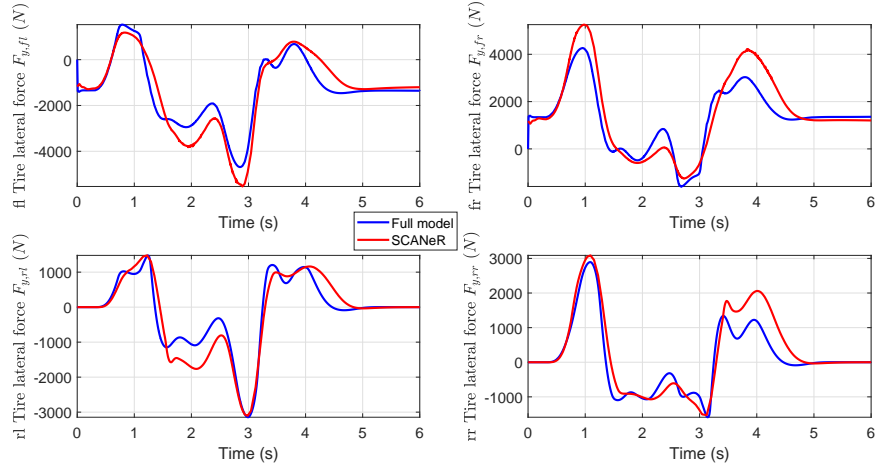 fl Tire lateral force F_{y,fl} (N)
0
-2000
-4000
0 1 2 3 4 5 6
Time (s)
fr Tire lateral force F_{y,fr} (N)
4000
2000
0
0 1 2 3 4 5 6
Time (s)
Full model
SCANeR
rl Tire lateral force F_{y,rl} (N)
1000
0
-1000
-2000
-3000
0 1 2 3 4 5 6
Time (s)
rr Tire lateral force F_{y,rr} (N)
3000
2000
1000
0
-1000
0 1 2 3 4 5 6
Time (s)